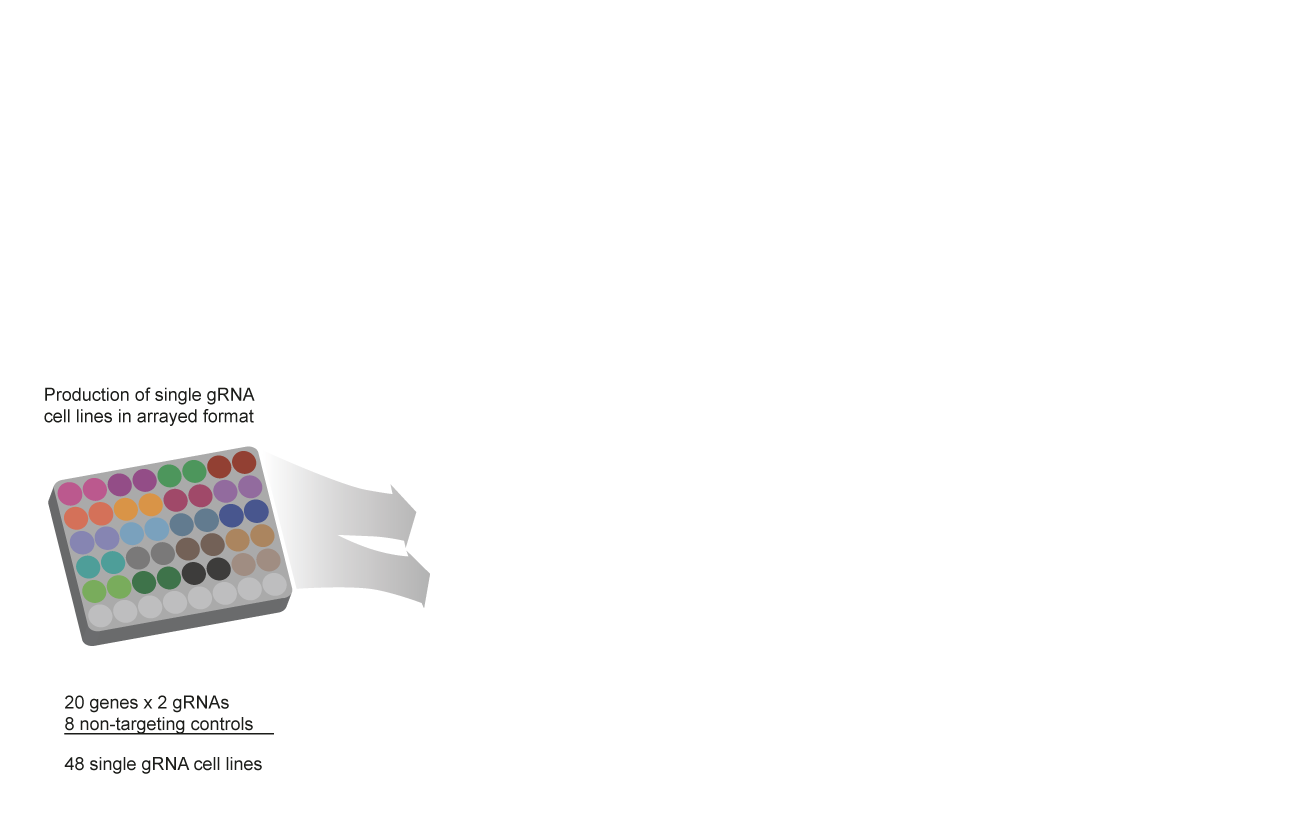 Production of single gRNA
cell lines in arrayed format
20 genes x 2 gRNAs
8 non-targeting controls
48 single gRNA cell lines